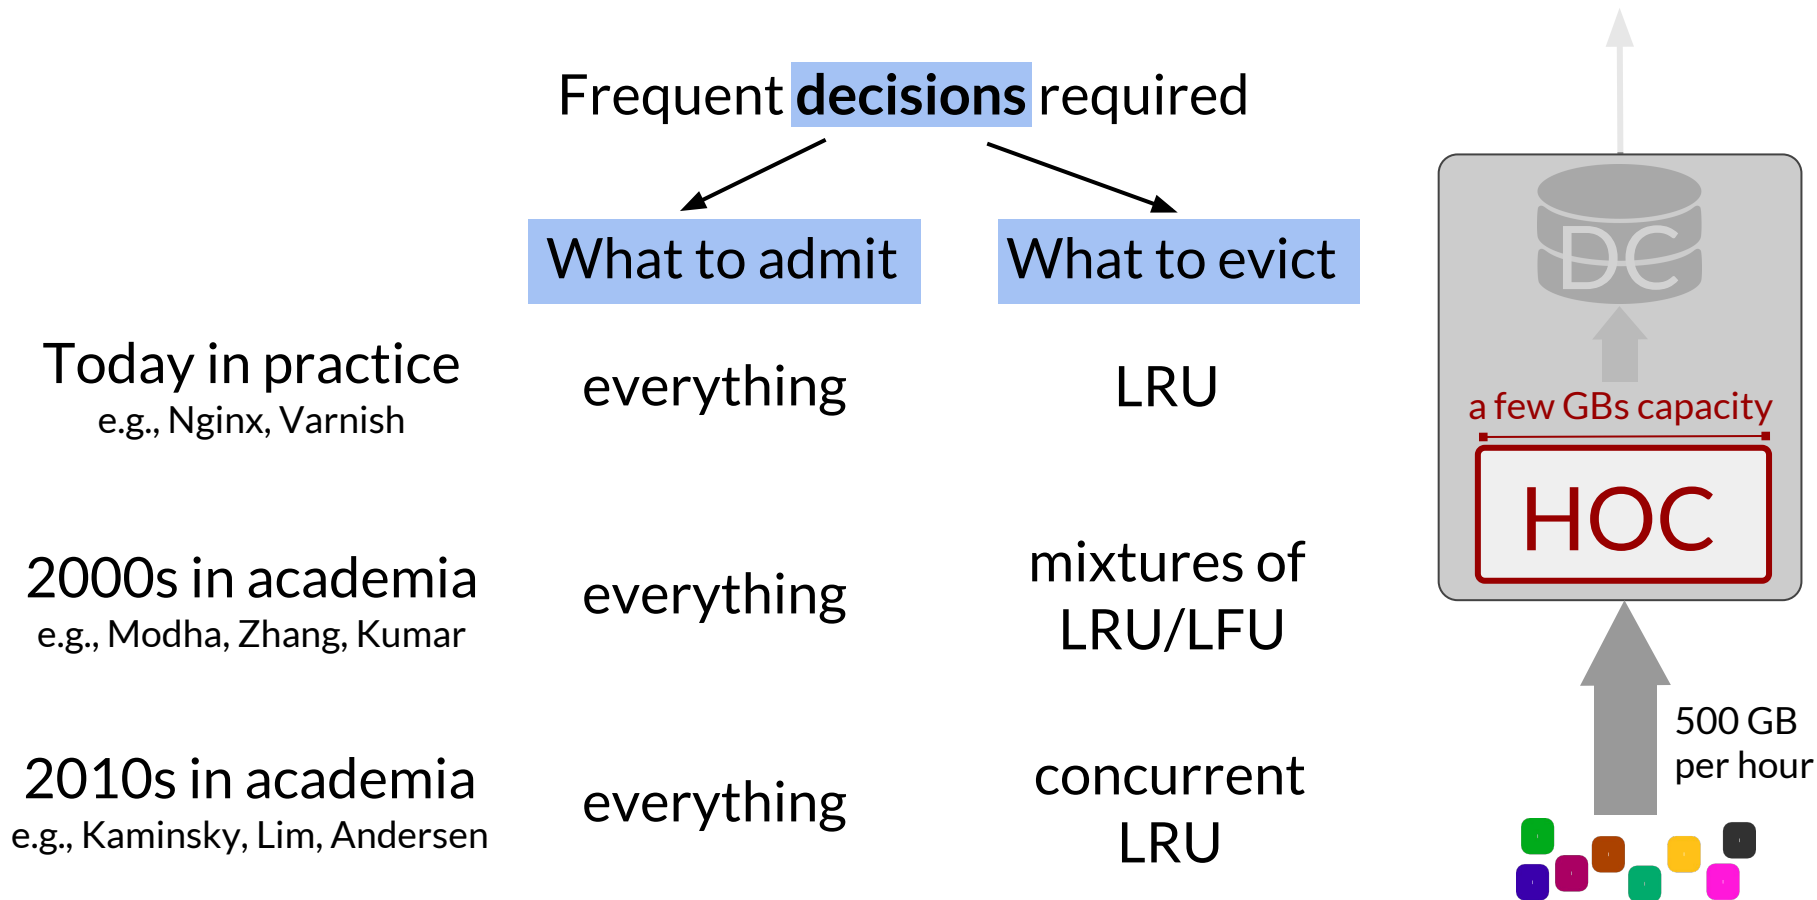 Frequent decisions required
What to admit
What to evict
Today in practice
e.g., Nginx, Varnish
everything
LRU
2000s in academia
e.g., Modha, Zhang, Kumar
everything
mixtures of
LRU/LFU
2010s in academia
e.g., Kaminsky, Lim, Andersen
everything
concurrent
LRU
DC
a few GBs capacity
HOC
500 GB
per hour